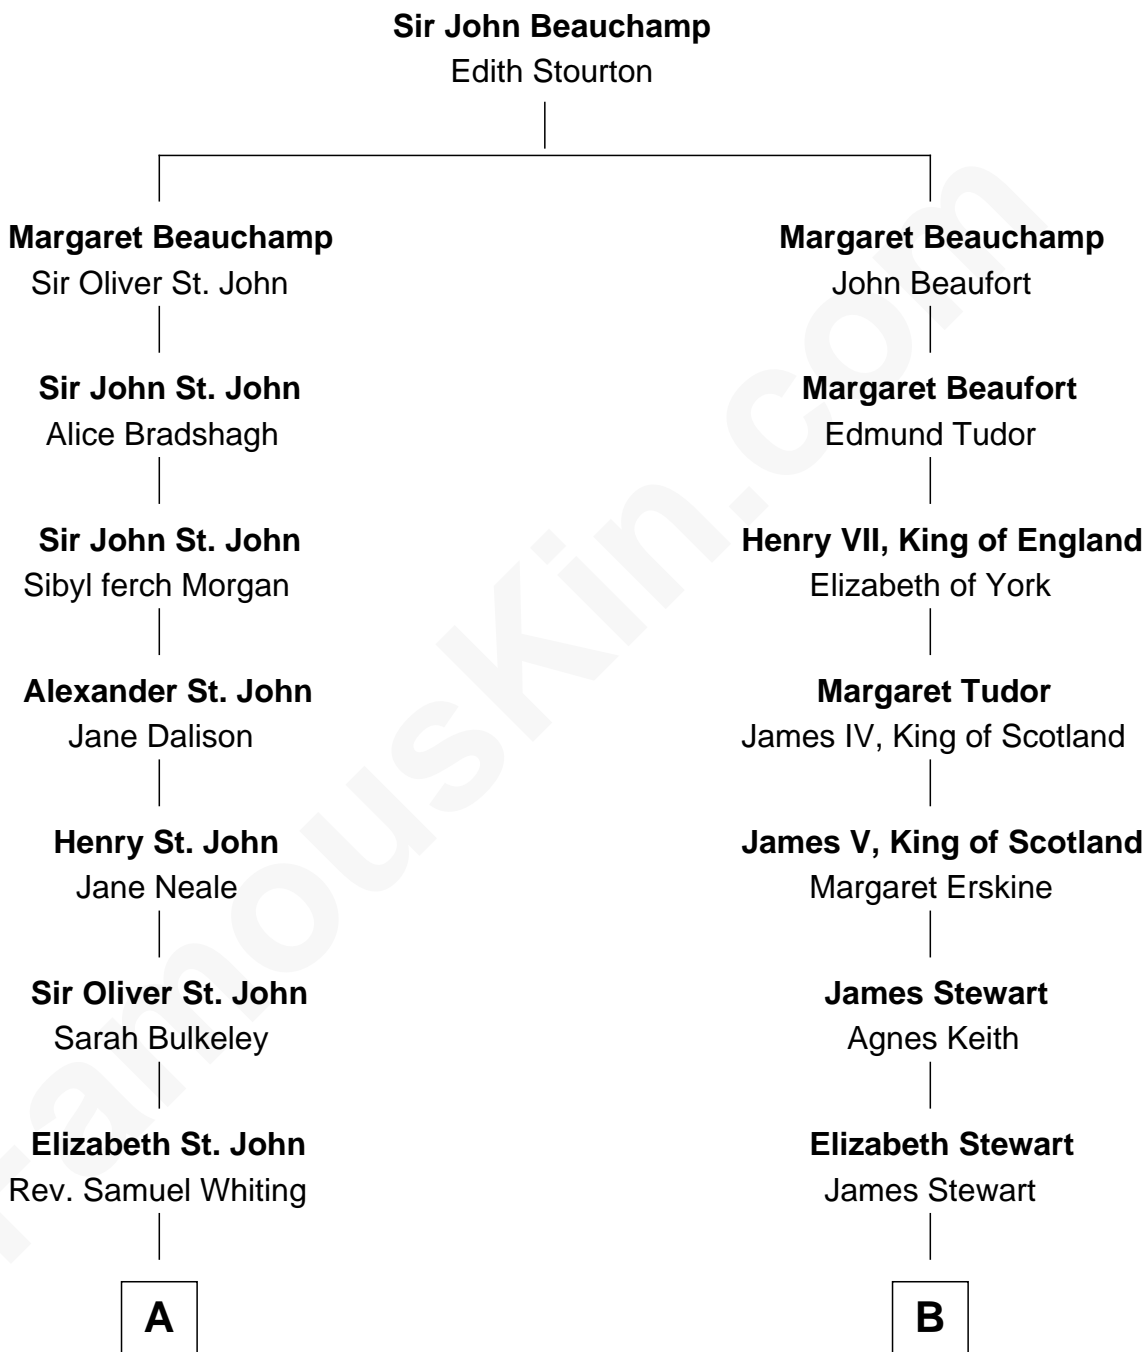 Sir John Beauchamp
Edith Stourton
Margaret Beauchamp
Sir Oliver St. John
Sir John St. John
Alice Bradshagh
Sir John St. John
Sibyl ferch Morgan
Alexander St. John
Jane Dalison
Henry St. John
Jane Neale
Sir Oliver St. John
Sarah Bulkeley
Elizabeth St. John
Rev. Samuel Whiting
A
Margaret Beauchamp
John Beaufort
Margaret Beaufort
Edmund Tudor
Henry VII, King of England
Elizabeth of York
Margaret Tudor
James IV, King of Scotland
James V, King of Scotland
Margaret Erskine
James Stewart
Agnes Keith
Elizabeth Stewart
James Stewart
B
FamousKin.com